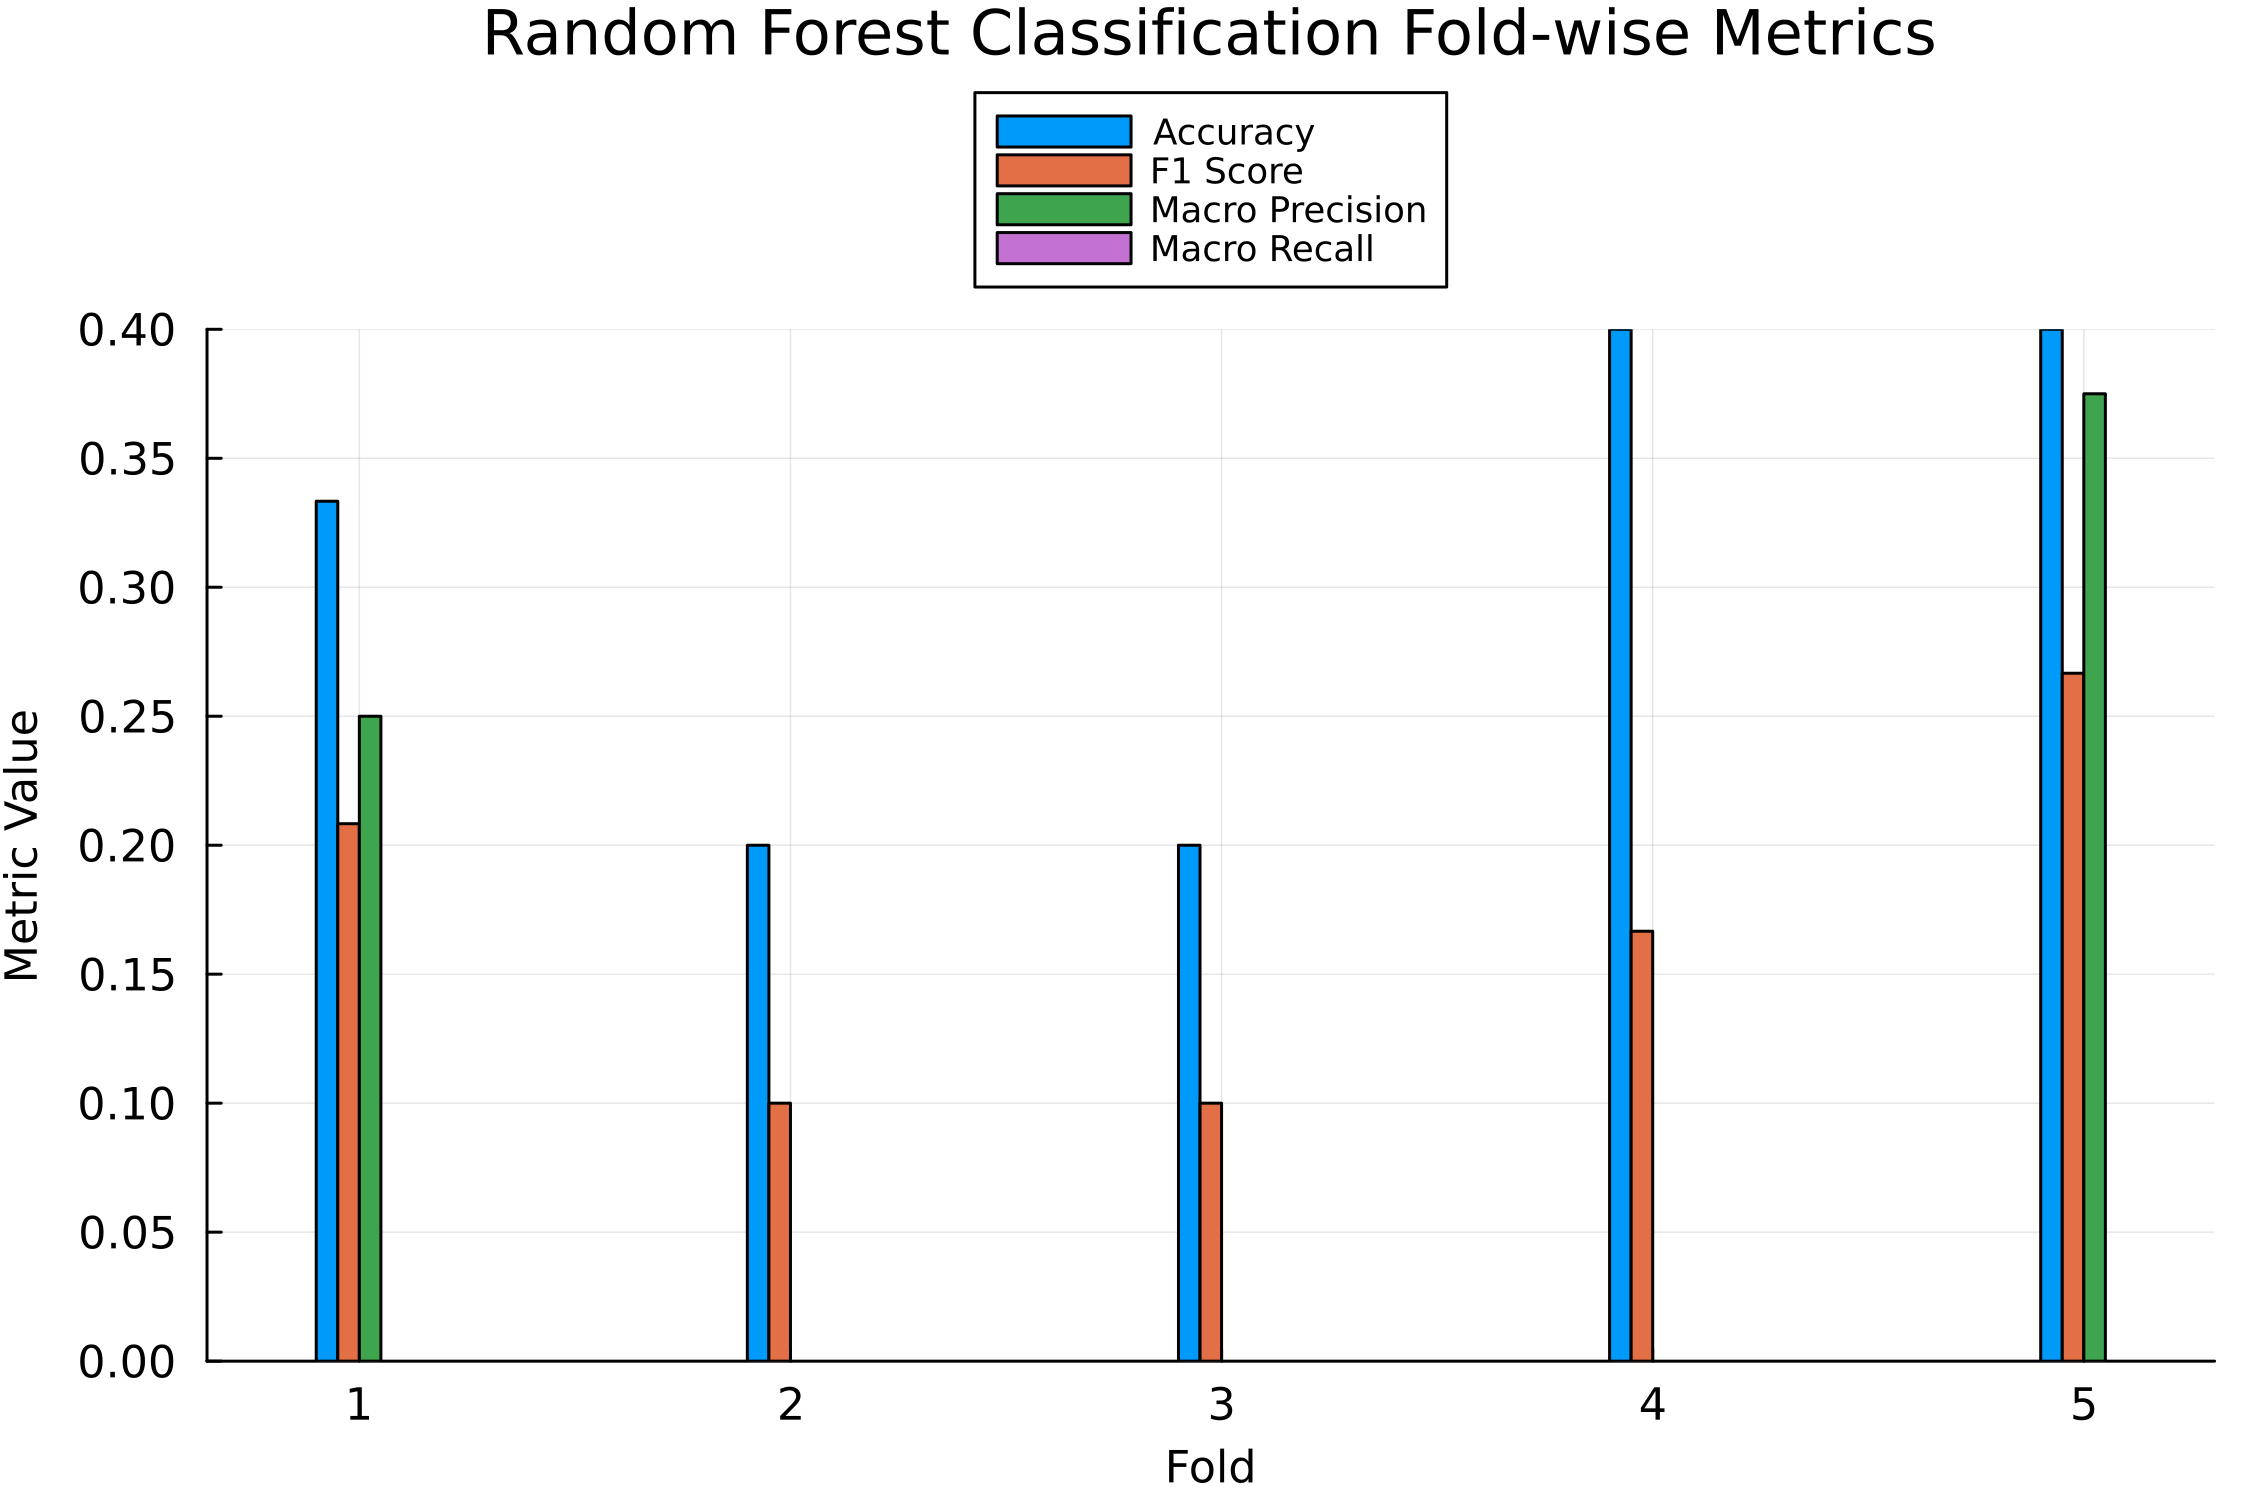 Random Forest Classification Fold-wise Metrics
Accuracy
F1 Score
Macro Precision
Macro Recall
0.40
0.35
0.30
0.25
0.20
0.15
0.10
0.05
0.00
Metric Value
1 2 3 4 5
Fold